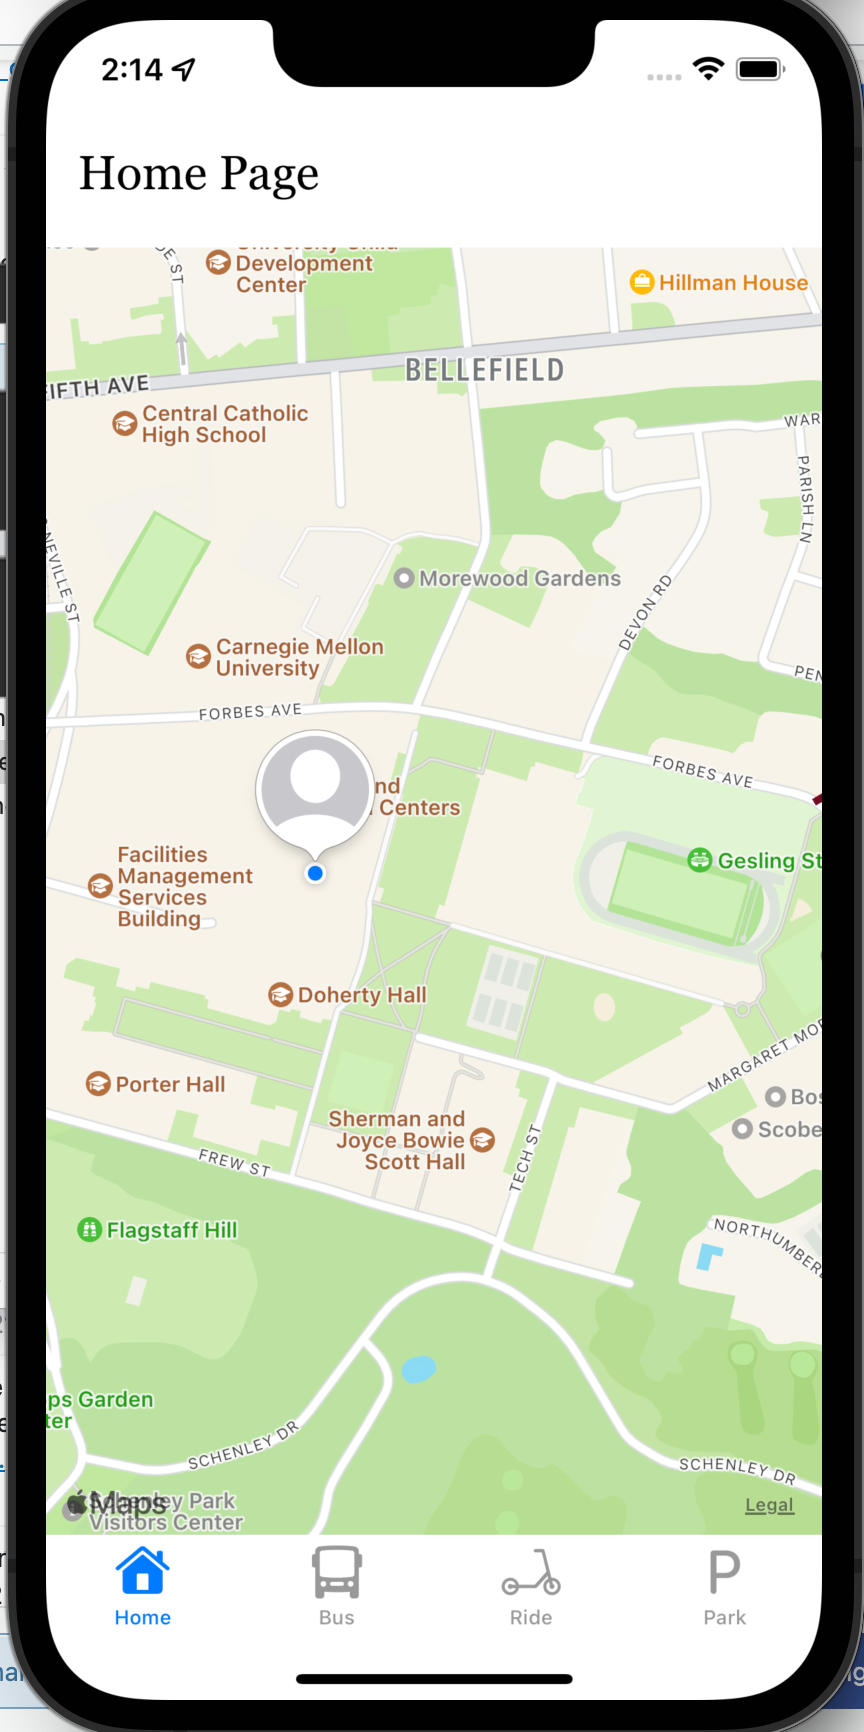 2:14
Home Page
Development
Center
Hillman House
BELLEFIELD
FIFTH AVE
Central Catholic
High School
WAR
PARISH LN
NEVILLE ST
Morewood Gardens
DEVON RD
Carnegie Mellon
University
PEN
FORBES AVE
FORBES AVE
nd
Centers
Facilities
Management
Services
Building
Gesling St
Doherty Hall
MARGARET MO
Porter Hall
Bos
Scobe
Sherman and
Joyce Bowie
Scott Hall
TECH ST
FREW ST
Flagstaff Hill
NORTHUMBER
ps Garden
ter
SCHENLEY DR
SCHENLEY DR
Maps
Schenley Park
Visitors Center
Legal
Home
Bus
Ride
P
Park